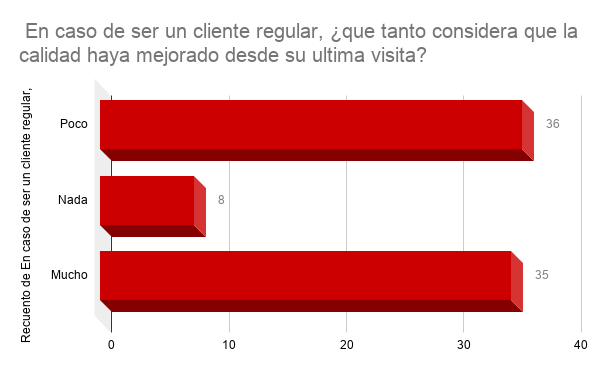 En caso de ser un cliente regular, ¿que tanto considera que la
calidad haya mejorado desde su ultima visita?
Recuento de En caso de ser un cliente regular,
Poco
36
Nada
8
Mucho
35
0
10
20
30
40